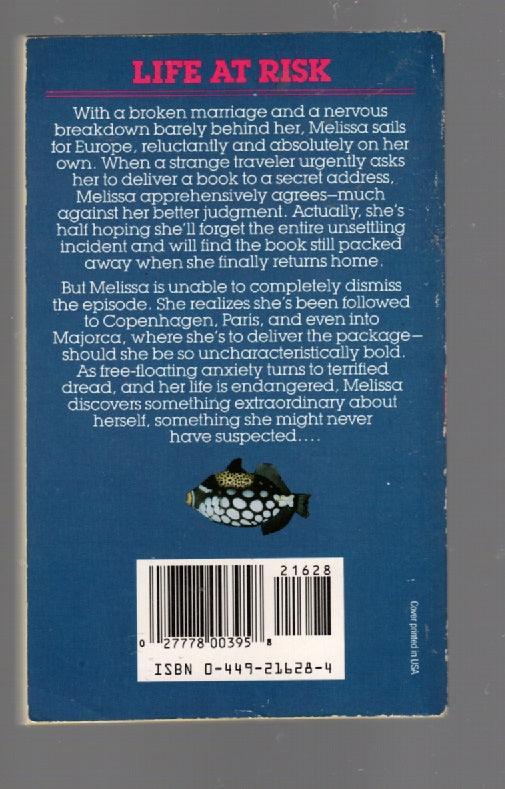 LIFE AT RISK
With a broken marriage and a nervous
breakdown barely behind her, Melissa sails
for Europe, reluctantly and absolutely on her
own. When a strange traveler urgently asks
her to deliver a book to a secret address,
Melissa apprehensively agrees—much
against her better judgment. Actually, she's
half hoping she'll forget the entire unsettling
incident and will find the book still packed
away when she finally returns home.
But Melissa is unable to completely dismiss
the episode. She realizes she's been followed
to Copenhagen, Paris, and even into
Majorca, where she's to deliver the package—
should she be so uncharacteristically bold.
As free-floating anxiety turns to terrified
dread, and her life is endangered, Melissa
discovers something extraordinary about
herself, something she might never
have suspected....
21628
0 27778 00395 8
ISBN 0-449-21628-4
Cover printed in USA